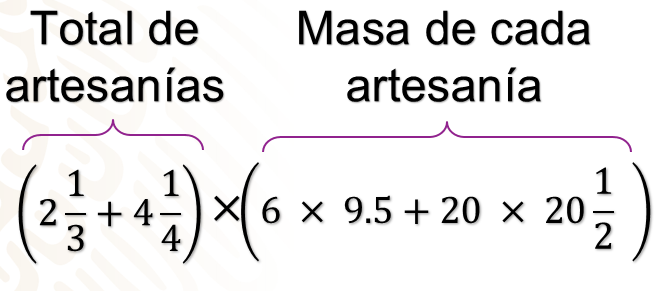 Total de artesanías
Masa de cada artesanía
(2 1/3 + 4 1/4) × (6 × 9.5 + 20 × 20 1/2)